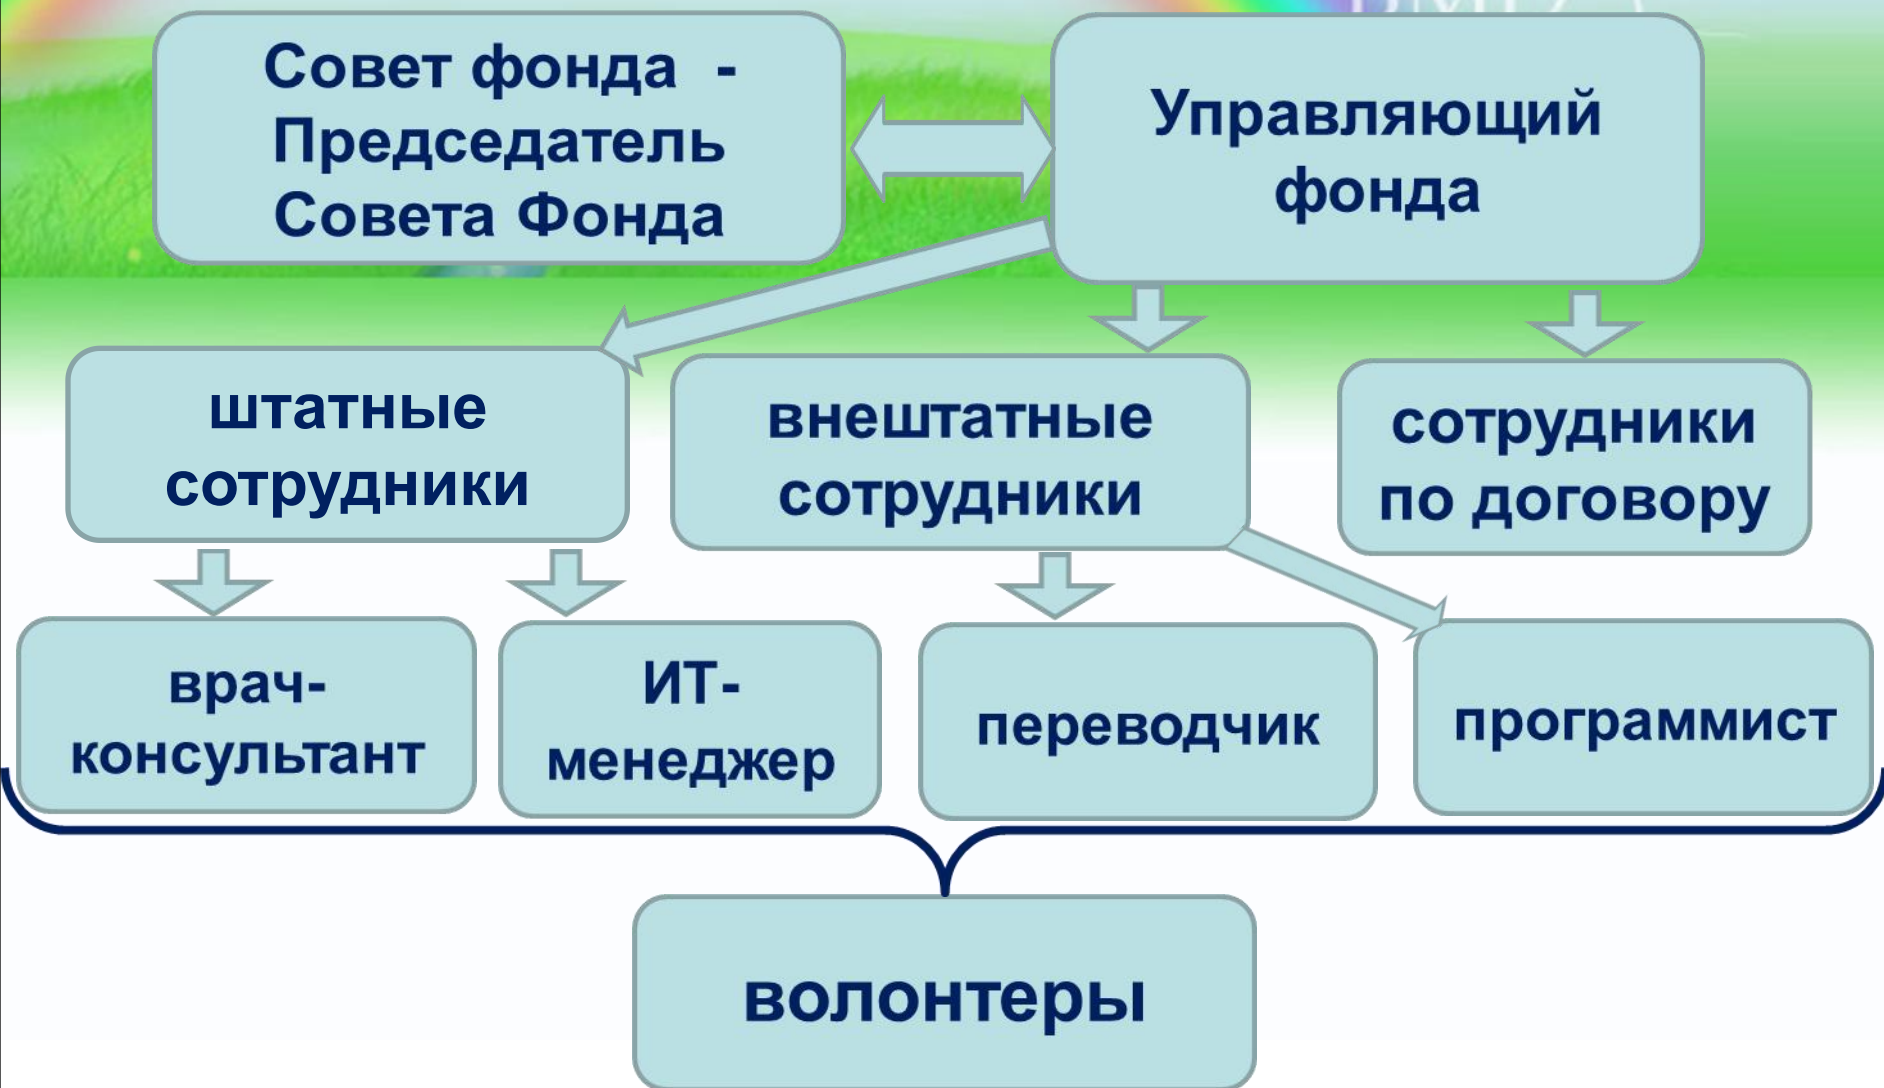 Совет фонда -
Председатель
Совета Фонда
Управляющий
фонда
штатные
сотрудники
внештатные
сотрудники
сотрудники
по договору
врач-
консультант
ИТ-
менеджер
переводчик
программист
волонтеры